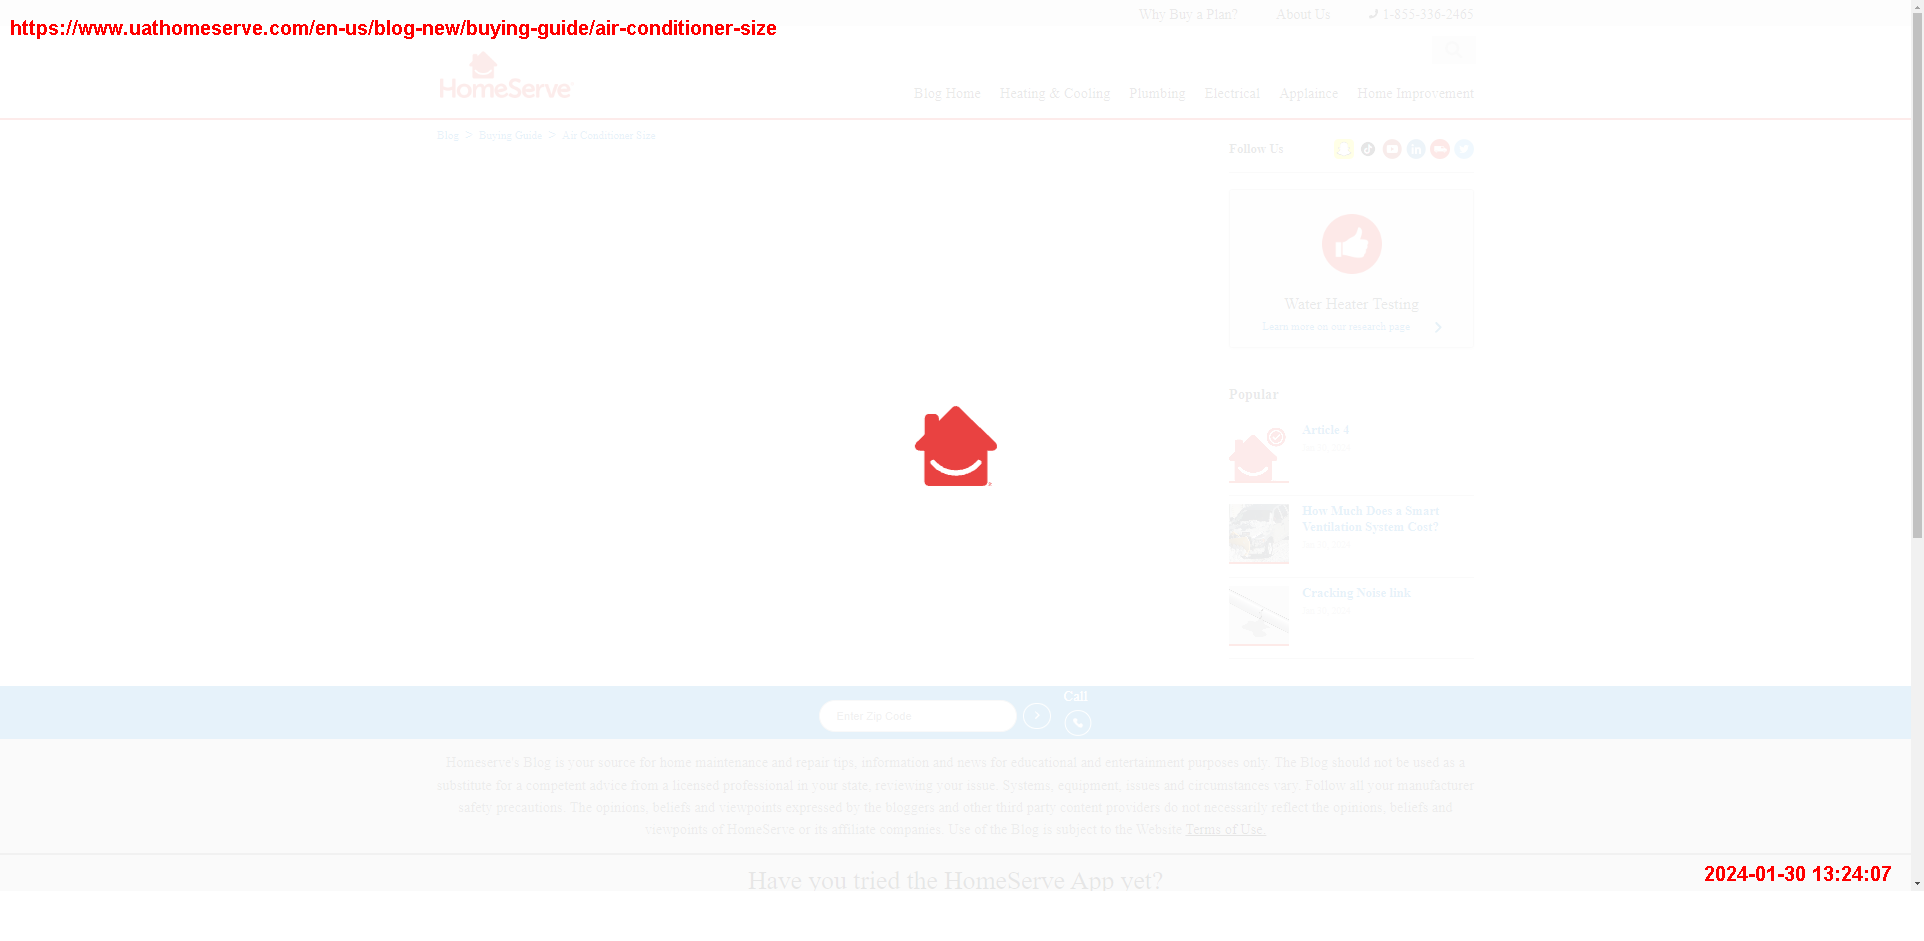 Why Buy a Plan? About Us 1-855-336-2465
https://www.uathomeserve.com/en-us/blog-new/buying-guide/air-conditioner-size
HomeServe
Blog Home Heating & Cooling Plumbing Electrical Applaince Home Improvement
Blog > Buying Guide > Air Conditioner Size
Follow Us
Water Heater Testing
Learn more on our research page
Popular
Article 4
How Much Does a Smart
Ventilation System Cost?
Cracking Noise link
Call
Enter Zip Code
Homeserve's Blog is your source for home maintenance and repair tips, information and news for educational and entertainment purposes only. The Blog should not be used as a
substitute for a competent advice from a licensed professional in your state, reviewing your issue. Systems, equipment, issues and circumstances vary. Follow all your manufacturer
safety precautions. The opinions, beliefs and viewpoints expressed by the bloggers and other third party content providers do not necessarily reflect the opinions, beliefs and
viewpoints of HomeServe or its affiliate companies. Use of the Blog is subject to the Website Terms of Use.
Have you tried the HomeServe App yet?
2024-01-30 13:24:07